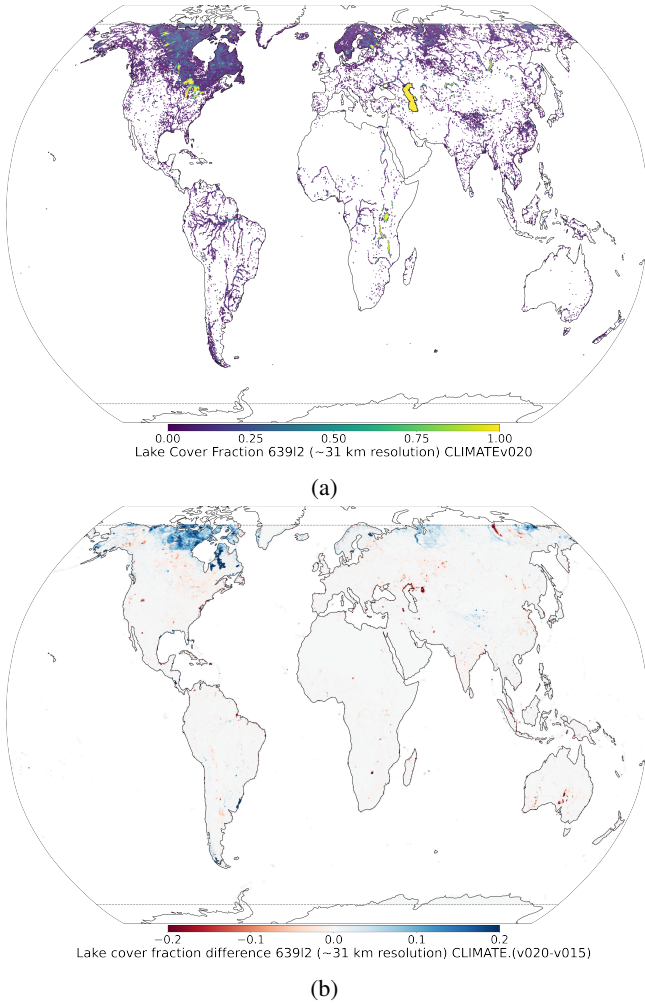 0.00 0.25 0.50 0.75 1.00
Lake Cover Fraction 639l2 (~31 km resolution) CLIMATEv020
(a)
−0.2 −0.1 0.0 0.1 0.2
Lake cover fraction difference 639l2 (~31 km resolution) CLIMATE.(v020-v015)
(b)